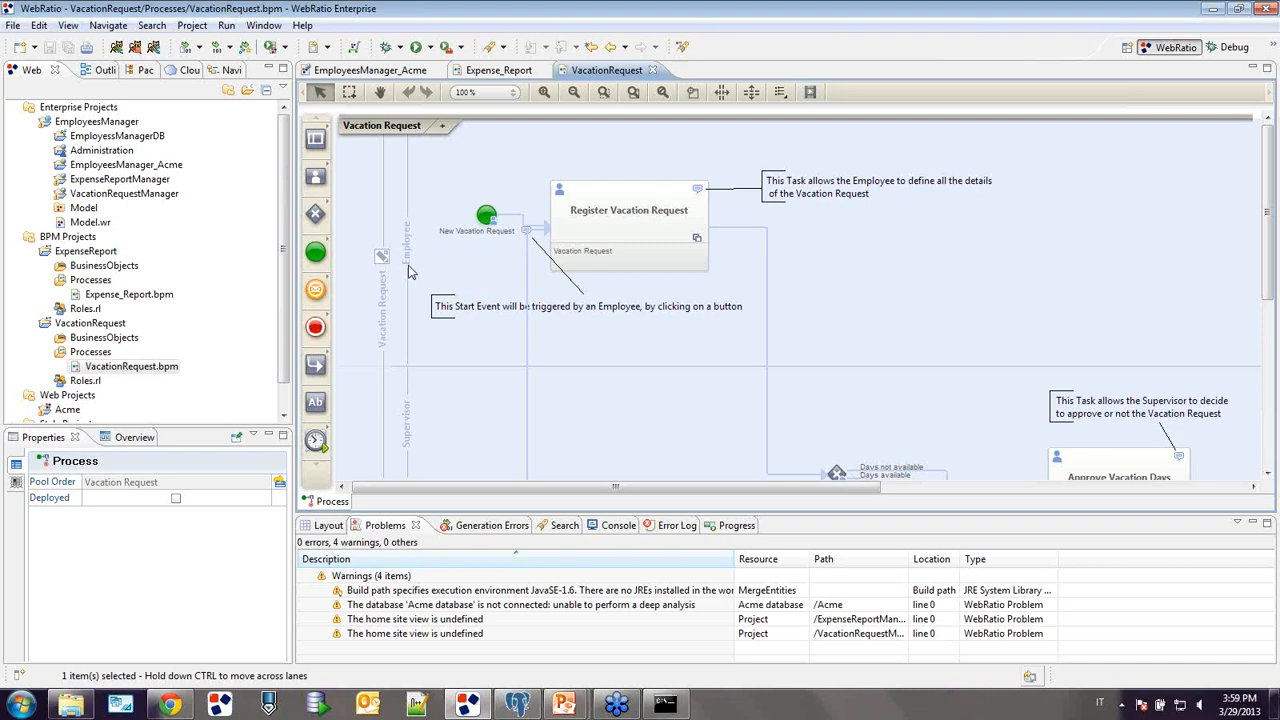 WebRatio - VacationRequest/Processes/VacationRequest.bpm - WebRatio Enterprise
File Edit View Navigate Search Project Run Window Help
WebRatio Debug
Web Outli Pac Clou Navi
EmployeesManager_Acme Expense_Report VacationRequest
100 %
Enterprise Projects
EmployeesManager
EmployessManagerDB
Administration
EmployeesManager_Acme
ExpenseReportManager
VacationRequestManager
Model
Model.wr
BPM Projects
ExpenseReport
BusinessObjects
Processes
Expense_Report.bpm
Roles.rl
VacationRequest
BusinessObjects
Processes
VacationRequest.bpm
Roles.rl
Web Projects
Acme
Properties Overview
Process
Pool Order Vacation Request
Deployed
Vacation Request +
Vacation Request
Employee
Supervisor
New Vacation Request
Register Vacation Request
Vacation Request
This Task allows the Employee to define all the details
of the Vacation Request
This Start Event will be triggered by an Employee, by clicking on a button
This Task allows the Supervisor to decide
to approve or not the Vacation Request
Days not available
Days available
Approve Vacation Days
Ab
Process
Layout Problems Generation Errors Search Console Error Log Progress
0 errors, 4 warnings, 0 others
Description Resource Path Location Type
Warnings (4 items)
Build path specifies execution environment JavaSE-1.6. There are no JREs installed in the wor MergeEntities Build path JRE System Library ...
The database 'Acme database' is not connected: unable to perform a deep analysis Acme database /Acme line 0 WebRatio Problem
The home site view is undefined Project /ExpenseReportMan... line 0 WebRatio Problem
The home site view is undefined Project /VacationRequestM... line 0 WebRatio Problem
1 item(s) selected - Hold down CTRL to move across lanes
IT
3:59 PM
3/29/2013